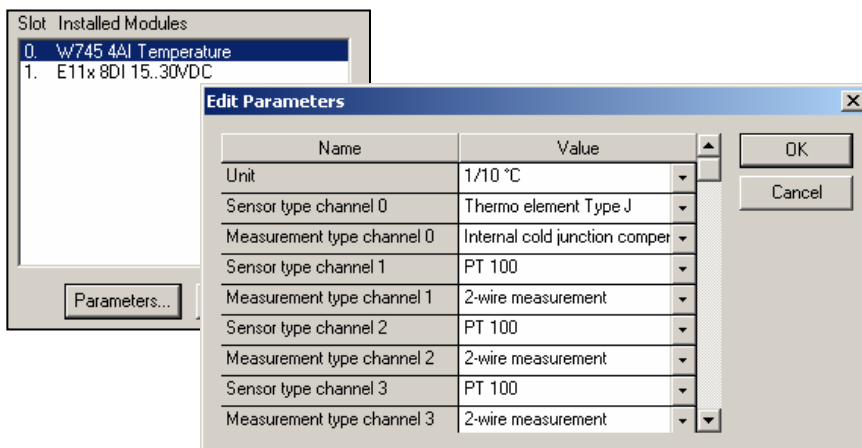 Slot Installed Modules
0. W745 4AI Temperature
1. E11x 8DI 15..30VDC
Parameters...
Edit Parameters
Name Value
Unit 1/10 °C
Sensor type channel 0 Thermo element Type J
Measurement type channel 0 Internal cold junction comper
Sensor type channel 1 PT 100
Measurement type channel 1 2-wire measurement
Sensor type channel 2 PT 100
Measurement type channel 2 2-wire measurement
Sensor type channel 3 PT 100
Measurement type channel 3 2-wire measurement
OK
Cancel